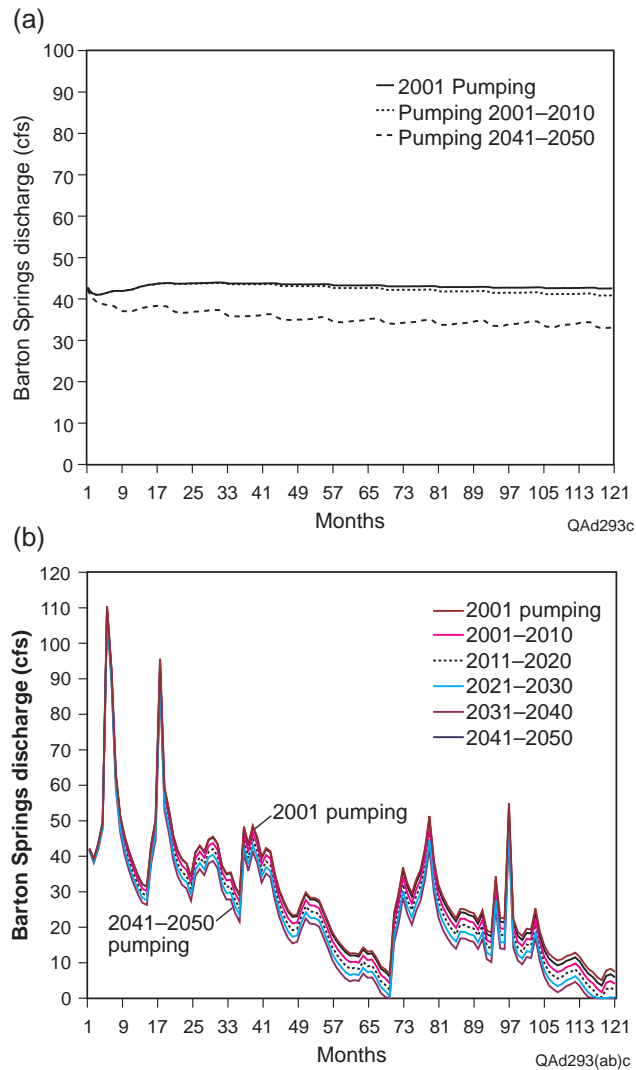 (a)
100
90
80
70
60
50
40
30
20
10
0
Barton Springs discharge (cfs)
2001 Pumping
Pumping 2001–2010
Pumping 2041–2050
1 9 17 25 33 41 49 57 65 73 81 89 97 105 113 121
Months
QAd293c
(b)
120
110
100
90
80
70
60
50
40
30
20
10
0
Barton Springs discharge (cfs)
2001 pumping
2001–2010
2011–2020
2021–2030
2031–2040
2041–2050
2001 pumping
2041–2050
pumping
1 9 17 25 33 41 49 57 65 73 81 89 97 105 113 121
Months
QAd293(ab)c